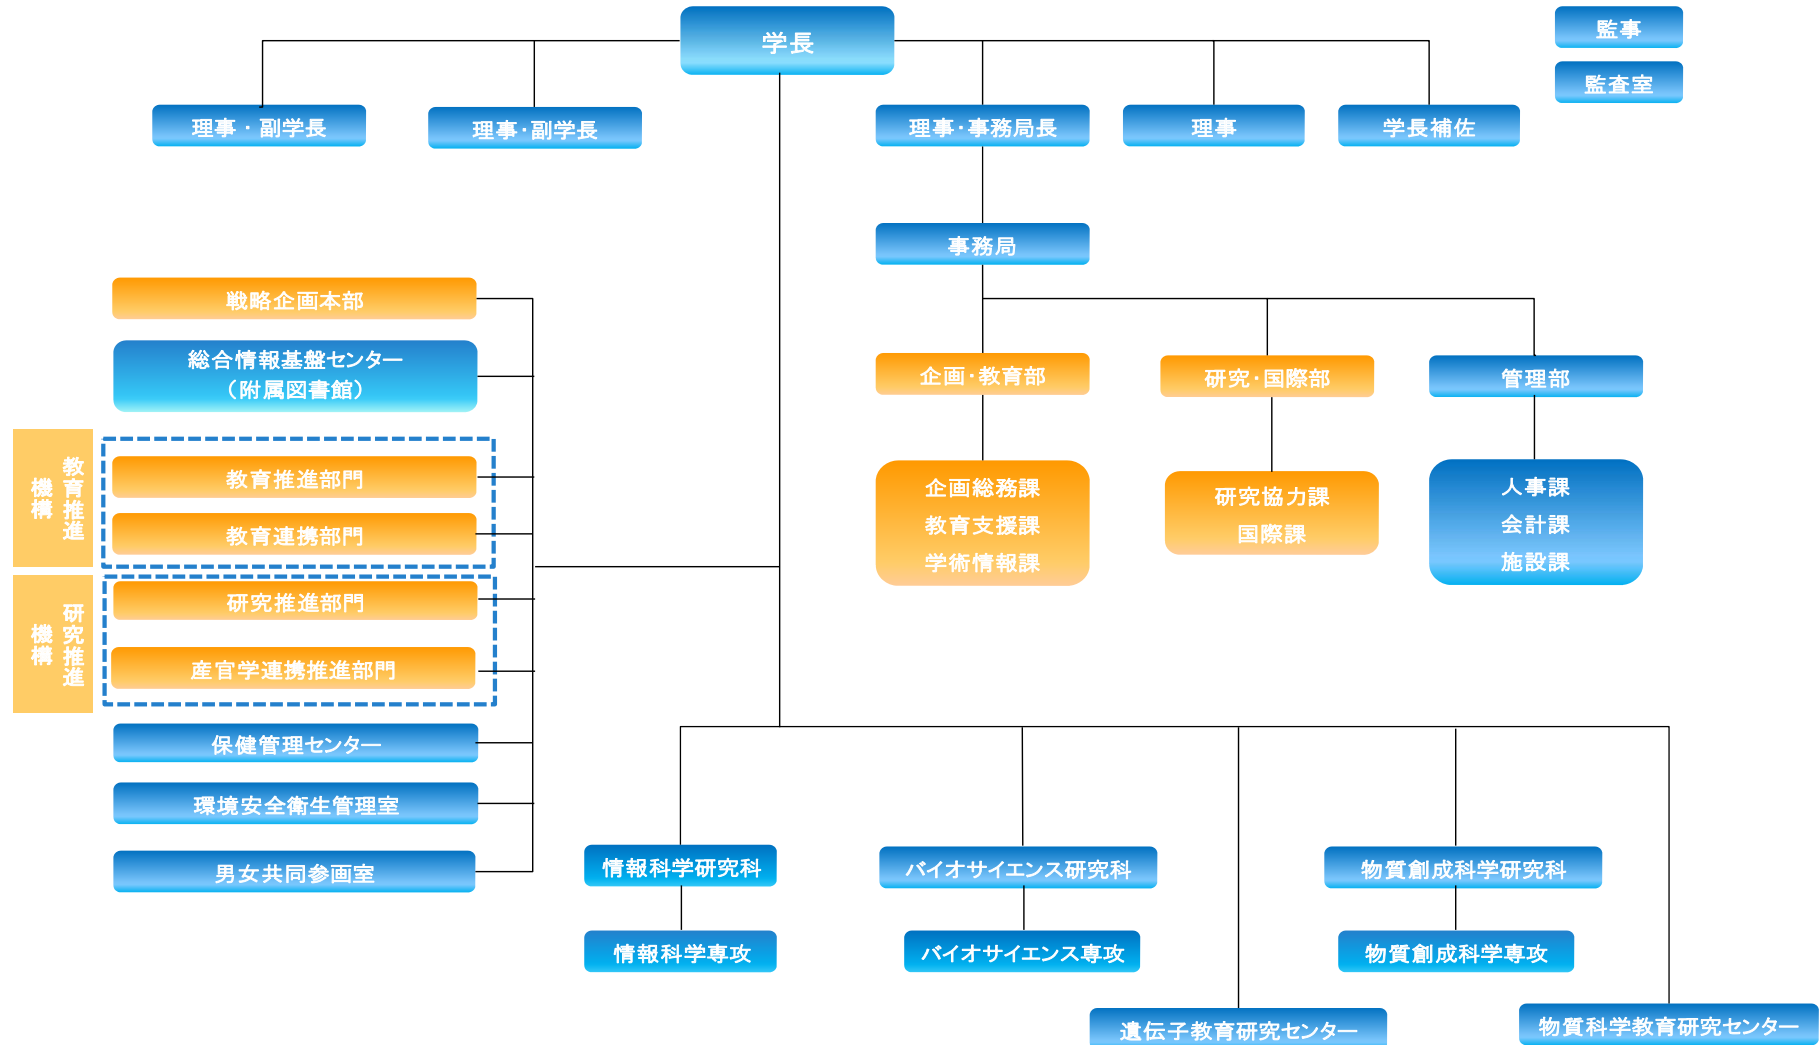 学長
監事
監査室
理事・副学長
理事・副学長
理事・事務局長
理事
学長補佐
事務局
戦略企画本部
総合情報基盤センター
（附属図書館）
企画・教育部
研究・国際部
管理部
教育推進
機構
教育推進部門
教育連携部門
企画総務課
教育支援課
学術情報課
研究協力課
国際課
人事課
会計課
施設課
研究推進
機構
研究推進部門
産官学連携推進部門
保健管理センター
環境安全衛生管理室
男女共同参画室
情報科学研究科
バイオサイエンス研究科
物質創成科学研究科
情報科学専攻
バイオサイエンス専攻
物質創成科学専攻
遺伝子教育研究センター
物質科学教育研究センター